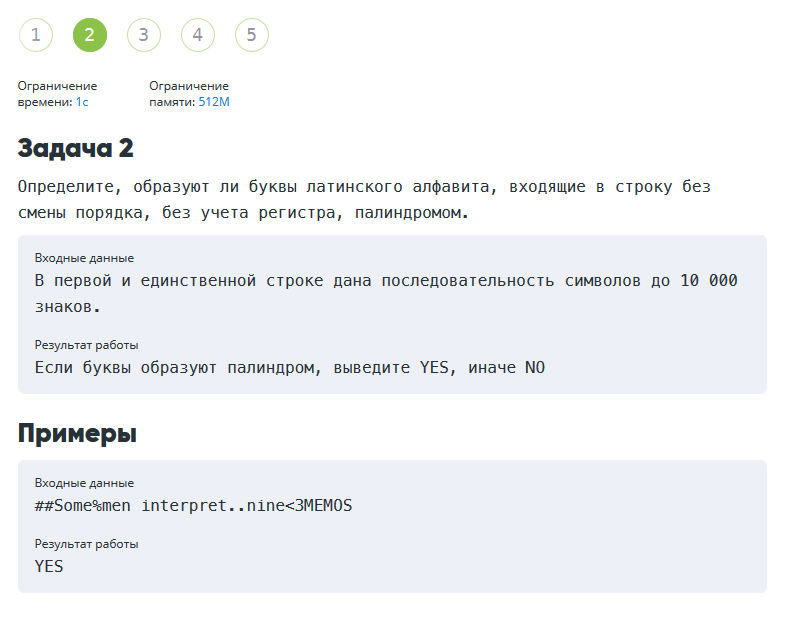 1 2 3 4 5
Ограничение времени: 1с
Ограничение памяти: 512M
Задача 2
Определите, образуют ли буквы латинского алфавита, входящие в строку без
смены порядка, без учета регистра, палиндромом.
Входные данные
В первой и единственной строке дана последовательность символов до 10 000
знаков.
Результат работы
Если буквы образуют палиндром, выведите YES, иначе NO
Примеры
Входные данные
##Some%men interpret..nine<3MEMOS
Результат работы
YES